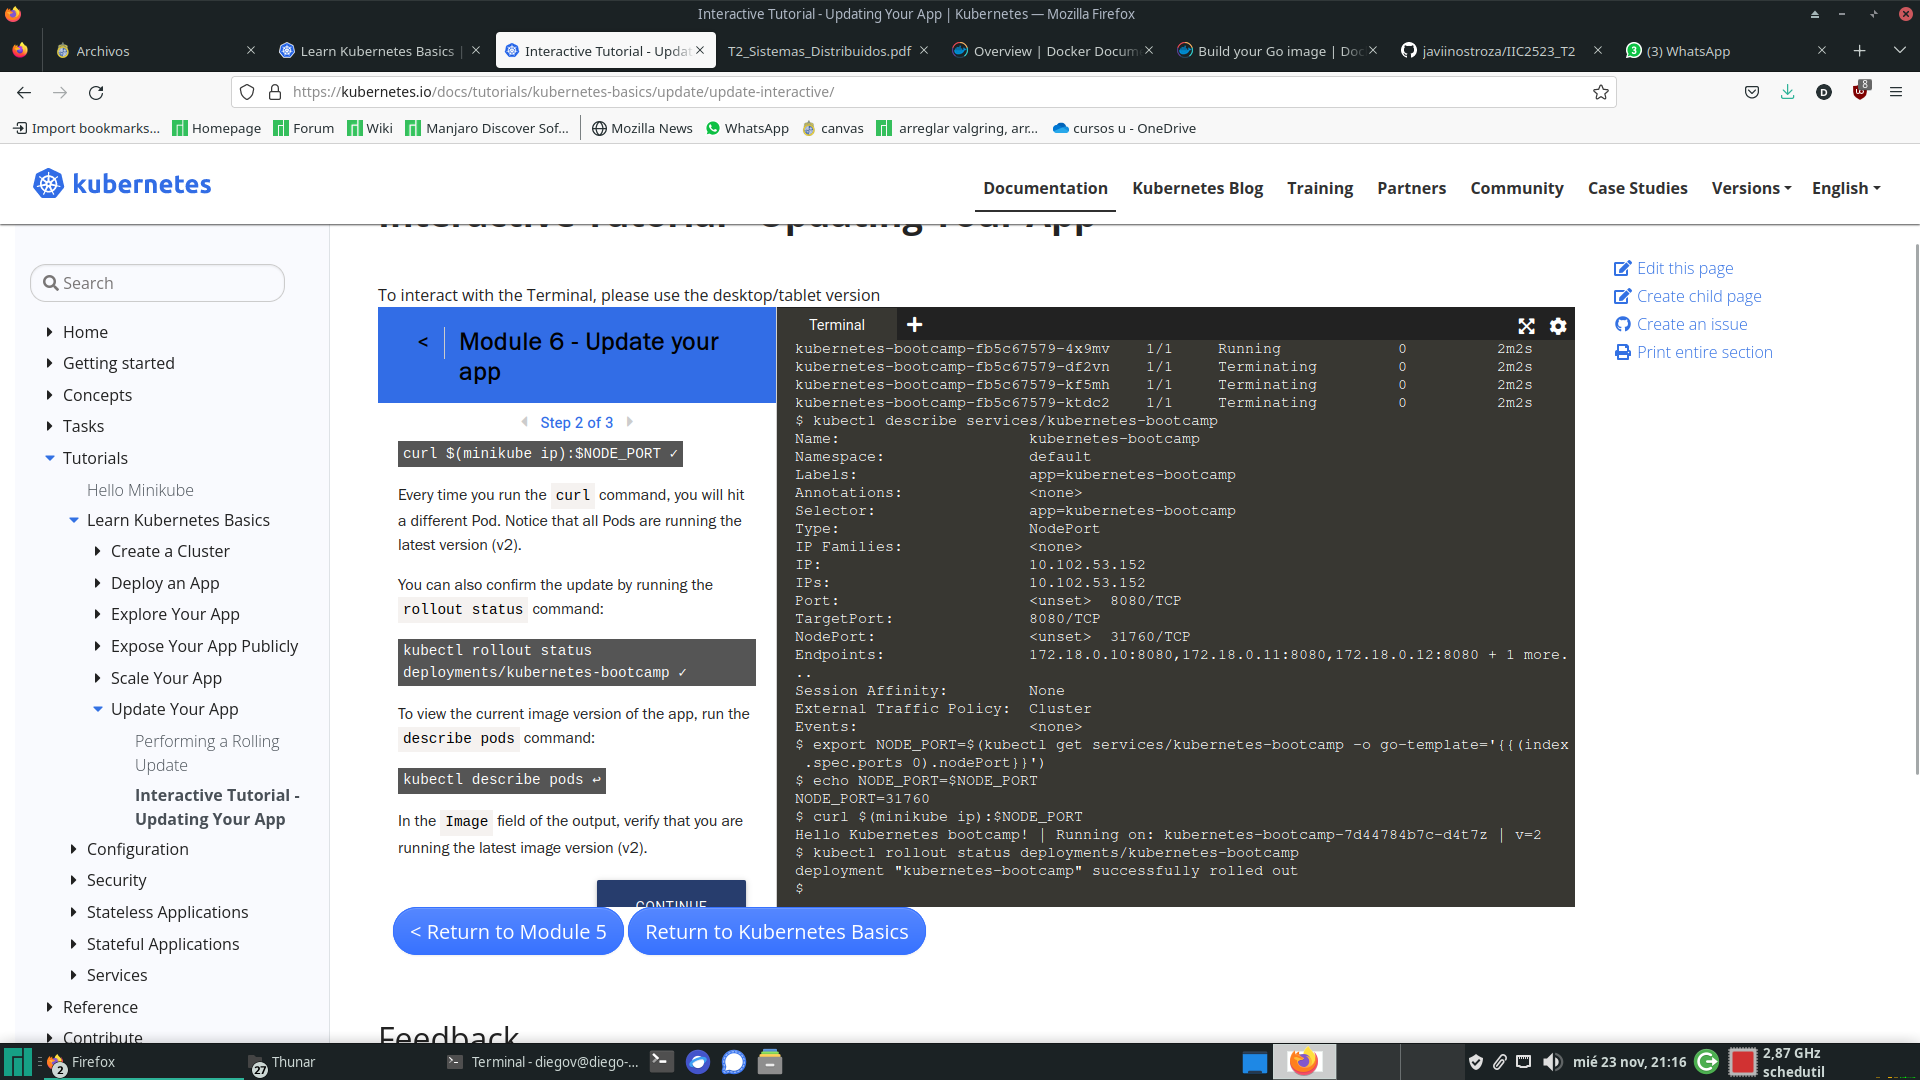 Interactive Tutorial - Updating Your App | Kubernetes — Mozilla Firefox
Archivos
Learn Kubernetes Basics |
Interactive Tutorial - Updat
T2_Sistemas_Distribuidos.pdf
Overview | Docker Docum
Build your Go image | Doc
javiinostroza/IIC2523_T2
3
(3) WhatsApp
https://kubernetes.io/docs/tutorials/kubernetes-basics/update/update-interactive/
D
8
Import bookmarks...
Homepage
Forum
Wiki
Manjaro Discover Sof...
Mozilla News
WhatsApp
canvas
arreglar valgring, arr...
cursos u - OneDrive
kubernetes
Documentation
Kubernetes Blog
Training
Partners
Community
Case Studies
Versions
English
Interactive Tutorial - Updating Your App
Search
Home
Getting started
Concepts
Tasks
Tutorials
Hello Minikube
Learn Kubernetes Basics
Create a Cluster
Deploy an App
Explore Your App
Expose Your App Publicly
Scale Your App
Update Your App
Performing a Rolling
Update
Interactive Tutorial -
Updating Your App
Configuration
Security
Stateless Applications
Stateful Applications
Services
Reference
Contribute
To interact with the Terminal, please use the desktop/tablet version
< Module 6 - Update your
app
Step 2 of 3
curl $(minikube ip):$NODE_PORT ✓
Every time you run the curl command, you will hit
a different Pod. Notice that all Pods are running the
latest version (v2).
You can also confirm the update by running the
rollout status command:
kubectl rollout status
deployments/kubernetes-bootcamp ✓
To view the current image version of the app, run the
describe pods command:
kubectl describe pods ↩
In the Image field of the output, verify that you are
running the latest image version (v2).
CONTINUE
Terminal +
kubernetes-bootcamp-fb5c67579-4x9mv 1/1 Running 0 2m2s
kubernetes-bootcamp-fb5c67579-df2vn 1/1 Terminating 0 2m2s
kubernetes-bootcamp-fb5c67579-kf5mh 1/1 Terminating 0 2m2s
kubernetes-bootcamp-fb5c67579-ktdc2 1/1 Terminating 0 2m2s
$ kubectl describe services/kubernetes-bootcamp
Name: kubernetes-bootcamp
Namespace: default
Labels: app=kubernetes-bootcamp
Annotations: <none>
Selector: app=kubernetes-bootcamp
Type: NodePort
IP Families: <none>
IP: 10.102.53.152
IPs: 10.102.53.152
Port: <unset> 8080/TCP
TargetPort: 8080/TCP
NodePort: <unset> 31760/TCP
Endpoints: 172.18.0.10:8080,172.18.0.11:8080,172.18.0.12:8080 + 1 more.
..
Session Affinity: None
External Traffic Policy: Cluster
Events: <none>
$ export NODE_PORT=$(kubectl get services/kubernetes-bootcamp -o go-template='{{(index
.spec.ports 0).nodePort}}')
$ echo NODE_PORT=$NODE_PORT
NODE_PORT=31760
$ curl $(minikube ip):$NODE_PORT
Hello Kubernetes bootcamp! | Running on: kubernetes-bootcamp-7d44784b7c-d4t7z | v=2
$ kubectl rollout status deployments/kubernetes-bootcamp
deployment "kubernetes-bootcamp" successfully rolled out
$
< Return to Module 5
Return to Kubernetes Basics
Feedback
Edit this page
Create child page
Create an issue
Print entire section
2
Firefox
27
Thunar
Terminal - diegov@diego-...
mié 23 nov, 21:16
2,87 GHz
schedutil